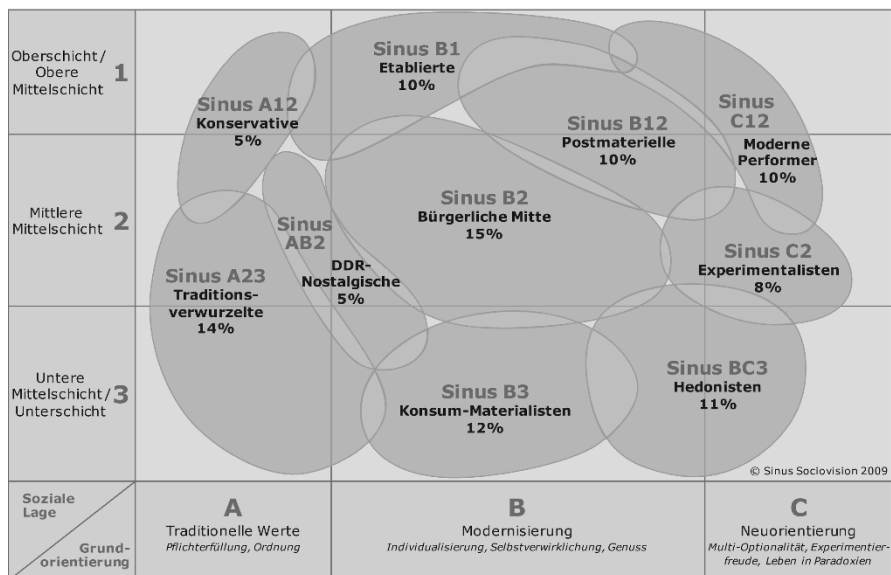 Oberschicht /
Obere
Mittelschicht
1
Sinus B1
Etablierte
10%
Sinus A12
Konservative
5%
Sinus B12
Postmaterielle
10%
Sinus
C12
Moderne
Performer
10%
Mittlere
Mittelschicht
2
Sinus
AB2
DDR-
Nostalgische
5%
Sinus B2
Bürgerliche Mitte
15%
Sinus C2
Experimentalisten
8%
Sinus A23
Traditions-
verwurzelte
14%
Untere
Mittelschicht /
Unterschicht
3
Sinus B3
Konsum-Materialisten
12%
Sinus BC3
Hedonisten
11%
© Sinus Sociovision 2009
Soziale
Lage
Grund-
orientierung
A
Traditionelle Werte
Pflichterfüllung, Ordnung
B
Modernisierung
Individualisierung, Selbstverwirklichung, Genuss
C
Neuorientierung
Multi-Optionalität, Experimentier-
freude, Leben in Paradoxien